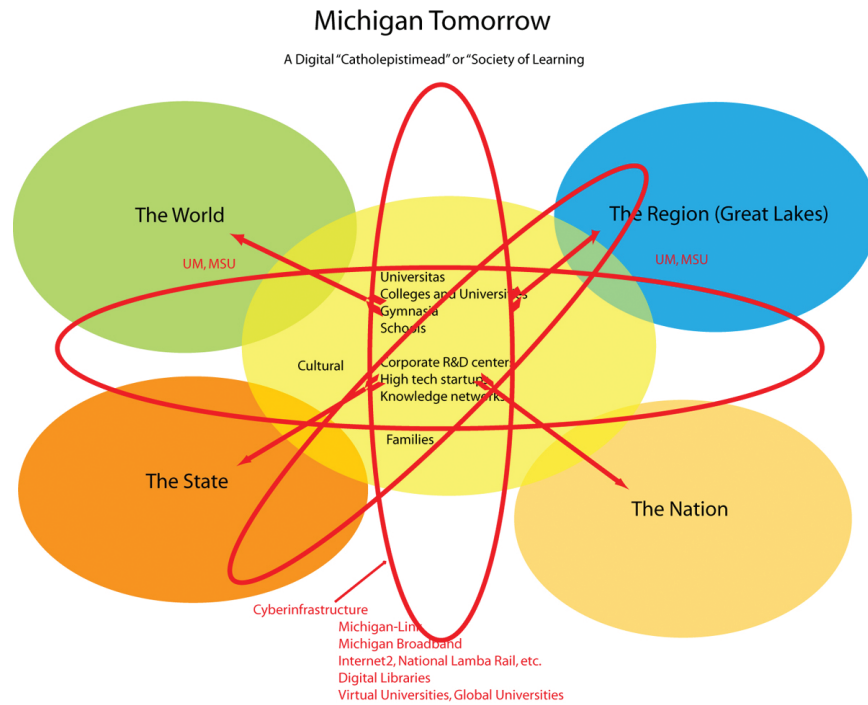 Michigan Tomorrow
A Digital “Catholepistimead” or “Society of Learning
The World
The Region (Great Lakes)
UM, MSU
UM, MSU
Universitas
Colleges and Universities
Gymnasia
Schools
Cultural
Corporate R&D centers
High tech startups
Knowledge networks
Families
The State
The Nation
Cyberinfrastructure
Michigan-Link
Michigan Broadband
Internet2, National Lamba Rail, etc.
Digital Libraries
Virtual Universities, Global Universities